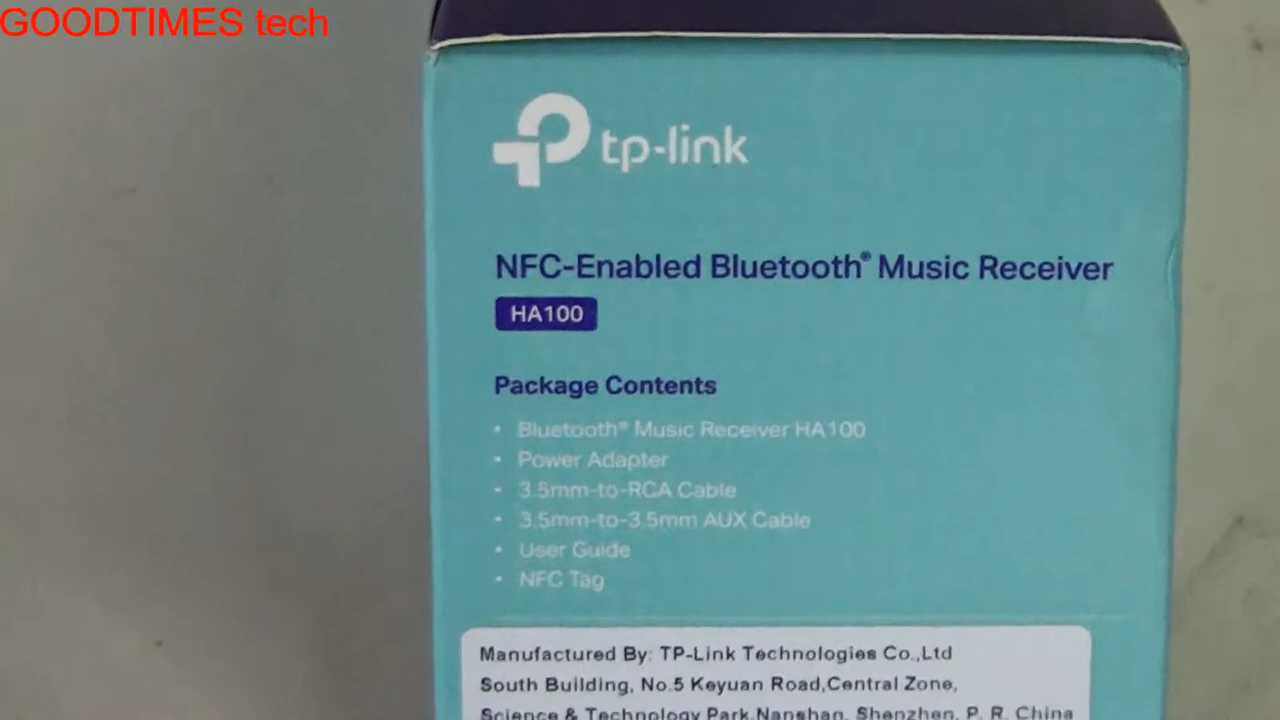 GOODTIMES tech
tp-link
NFC-Enabled Bluetooth® Music Receiver
HA100
Package Contents
• Bluetooth® Music Receiver HA100
• Power Adapter
• 3.5mm-to-RCA Cable
• 3.5mm-to-3.5mm AUX Cable
• User Guide
• NFC Tag
Manufactured By: TP-Link Technologies Co.,Ltd
South Building, No.5 Keyuan Road,Central Zone,
Science & Technology Park,Nanshan, Shenzhen, P. R. China